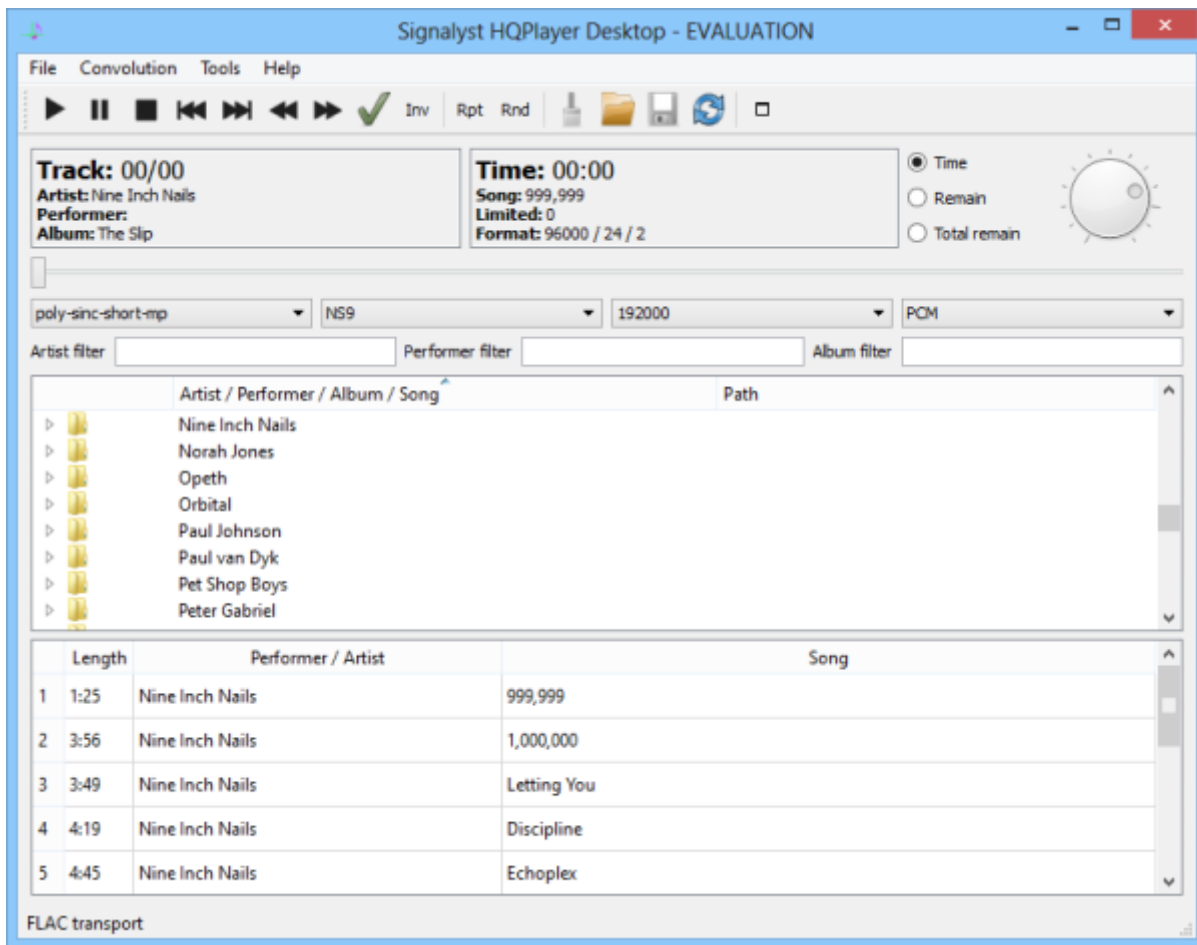 Signalyst HQPlayer Desktop - EVALUATION
File Convolution Tools Help
Inv Rpt Rnd
Track: 00/00
Artist: Nine Inch Nails
Performer:
Album: The Slip
Time: 00:00
Song: 999,999
Limited: 0
Format: 96000 / 24 / 2
Time
Remain
Total remain
poly-sinc-short-mp NS9 192000 PCM
Artist filter Performer filter Album filter
Artist / Performer / Album / Song Path
Nine Inch Nails
Norah Jones
Opeth
Orbital
Paul Johnson
Paul van Dyk
Pet Shop Boys
Peter Gabriel
Length Performer / Artist Song
1 1:25 Nine Inch Nails 999,999
2 3:56 Nine Inch Nails 1,000,000
3 3:49 Nine Inch Nails Letting You
4 4:19 Nine Inch Nails Discipline
5 4:45 Nine Inch Nails Echoplex
FLAC transport